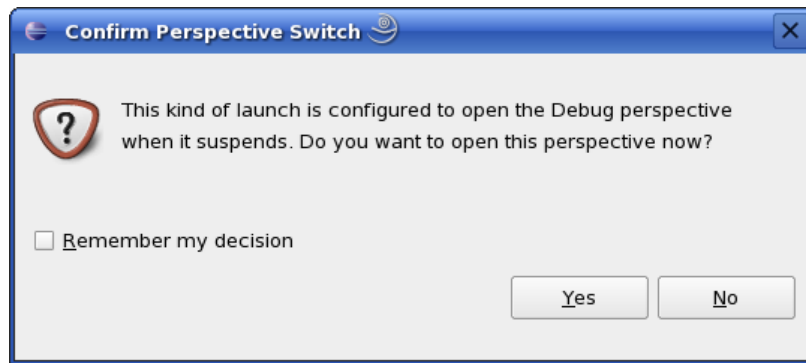 Confirm Perspective Switch
This kind of launch is configured to open the Debug perspective
when it suspends. Do you want to open this perspective now?
Remember my decision
Yes
No